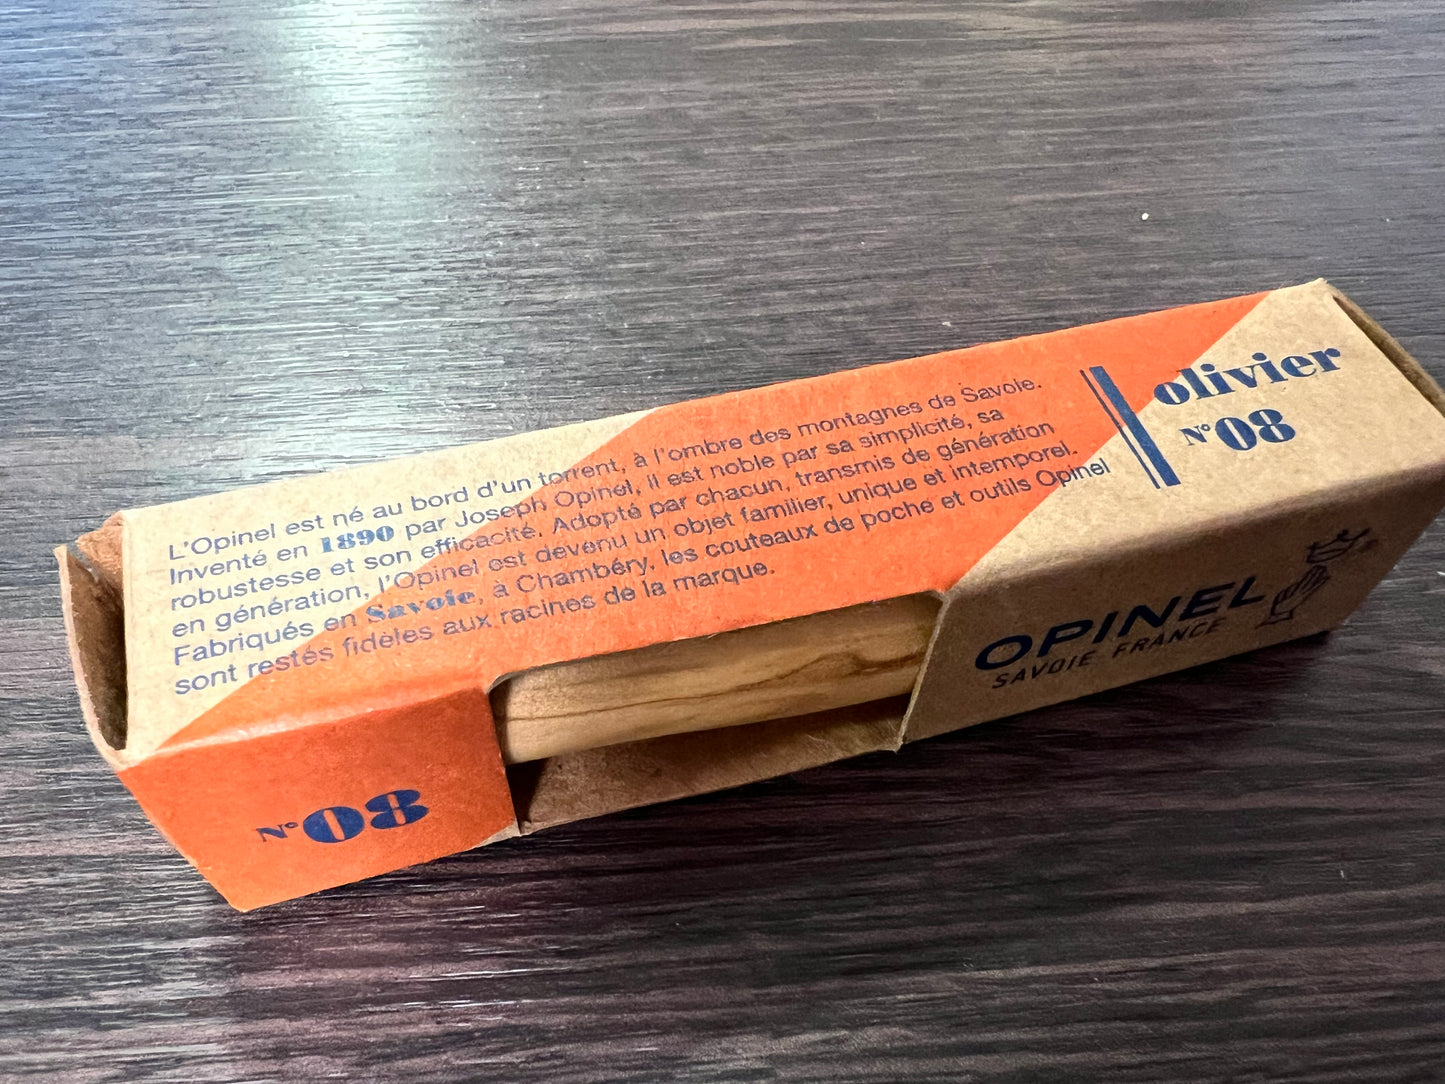 L'Opinel est né au bord d'un torrent, à l'ombre des montagnes de Savoie.
Inventé en 1890 par Joseph Opinel, il est noble par sa simplicité, sa
robustesse et son efficacité. Adopté par chacun, transmis de génération
en génération, l'Opinel est devenu un objet familier, unique et intemporel.
Fabriqués en Savoie, à Chambéry, les couteaux de poche et outils Opinel
sont restés fidèles aux racines de la marque.
olivier
N°08
OPINEL
SAVOIE FRANCE
N°08